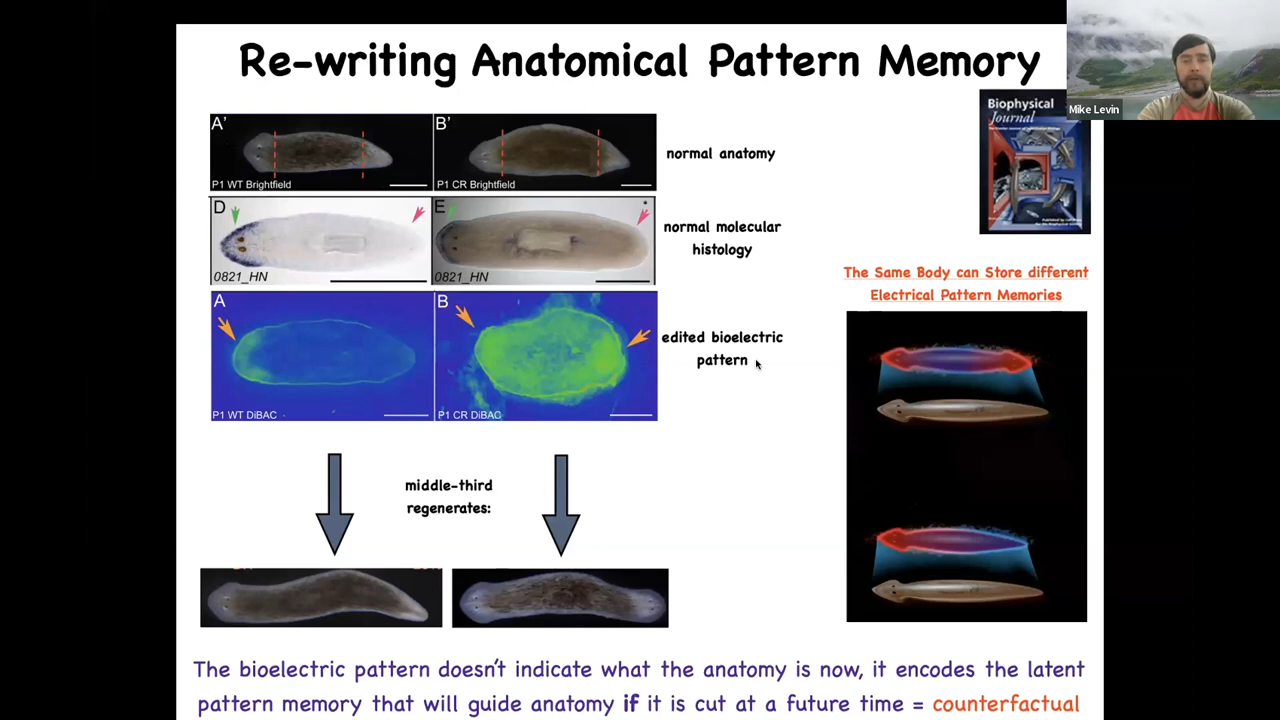 Re-writing Anatomical Pattern Memory
Mike Levin
Biophysical
Journal
A'
B'
P1 WT Brightfield
P1 CR Brightfield
normal anatomy
D
E
0821_HN
0821_HN
normal molecular
histology
A
B
P1 WT DiBAC
P1 CR DiBAC
edited bioelectric
pattern
The Same Body can Store different
Electrical Pattern Memories
middle-third
regenerates:
The bioelectric pattern doesn't indicate what the anatomy is now, it encodes the latent
pattern memory that will guide anatomy if it is cut at a future time = counterfactual